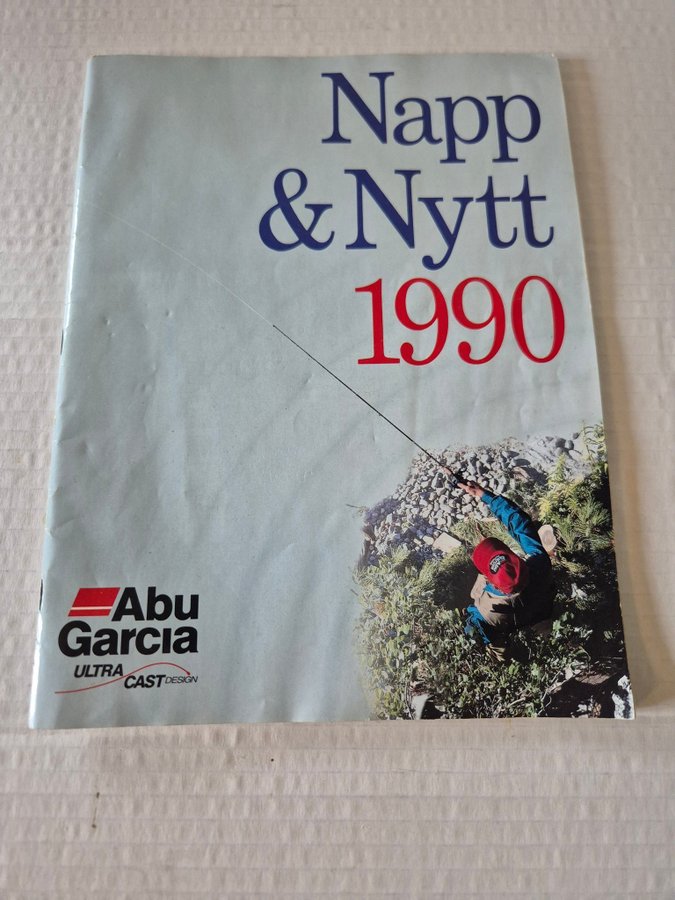 Napp
& Nytt
1990
Abu
Garcia
ULTRA
CAST DESIGN